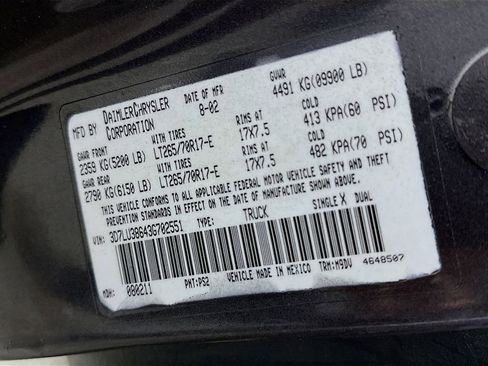 MFD BY DAIMLERCHRYSLER CORPORATION DATE OF MFR 8-02 GVWR 4491 KG(09900 LB)
GAWR FRONT WITH TIRES RIMS AT COLD
2359 KG(5200 LB) LT265/70R17-E 17X7.5 413 KPA(60 PSI)
GAWR REAR WITH TIRES RIMS AT COLD
2790 KG(6150 LB) LT265/70R17-E 17X7.5 482 KPA(70 PSI)
THIS VEHICLE CONFORMS TO ALL APPLICABLE FEDERAL MOTOR VEHICLE SAFETY AND THEFT
PREVENTION STANDARDS IN EFFECT ON THE DATE OF MANUFACTURE SHOWN ABOVE.
VIN: 3D7LU38643G702551 TYPE: TRUCK SINGLE X DUAL
MDH: 080211 PNT:PS2 VEHICLE MADE IN MEXICO TRM:M9DV 4648507